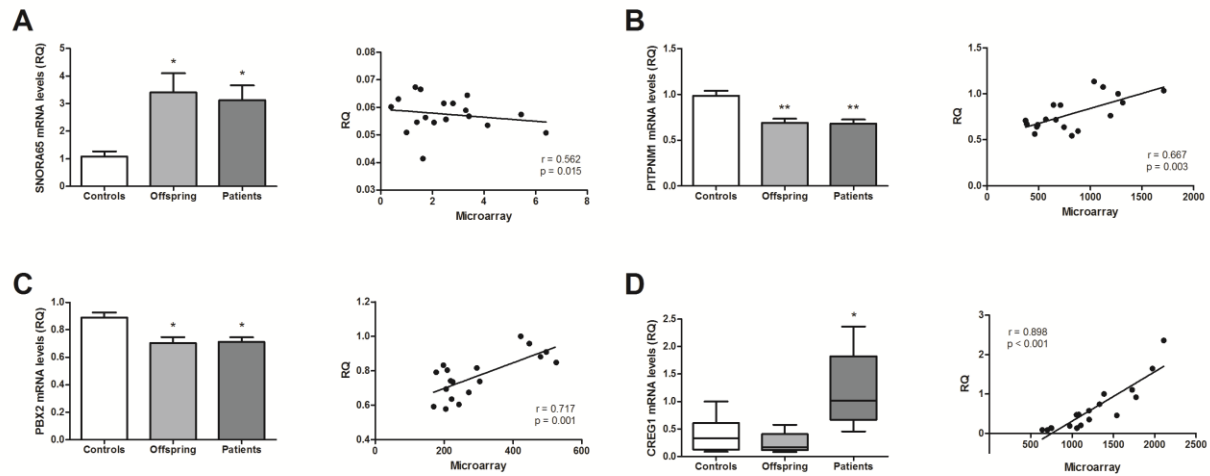 A
SNORA65 mRNA levels (RQ)
5
4
3
2
1
0
*
*
Controls
Offspring
Patients
RQ
0.08
0.07
0.06
0.05
0.04
0.03
0
2
4
6
8
Microarray
r = 0.562
p = 0.015
B
PITPNM1 mRNA levels (RQ)
1.5
1.0
0.5
0.0
**
**
Controls
Offspring
Patients
RQ
1.5
1.0
0.5
0.0
0
500
1000
1500
2000
Microarray
r = 0.667
p = 0.003
C
PBX2 mRNA levels (RQ)
1.0
0.8
0.6
0.4
0.2
0.0
*
*
Controls
Offspring
Patients
RQ
1.2
1.0
0.8
0.6
0.4
0
200
400
600
Microarray
r = 0.717
p = 0.001
D
CREG1 mRNA levels (RQ)
2.5
2.0
1.5
1.0
0.5
0.0
*
Controls
Offspring
Patients
RQ
3
2
1
0
500
1000
1500
2000
2500
Microarray
r = 0.898
p < 0.001